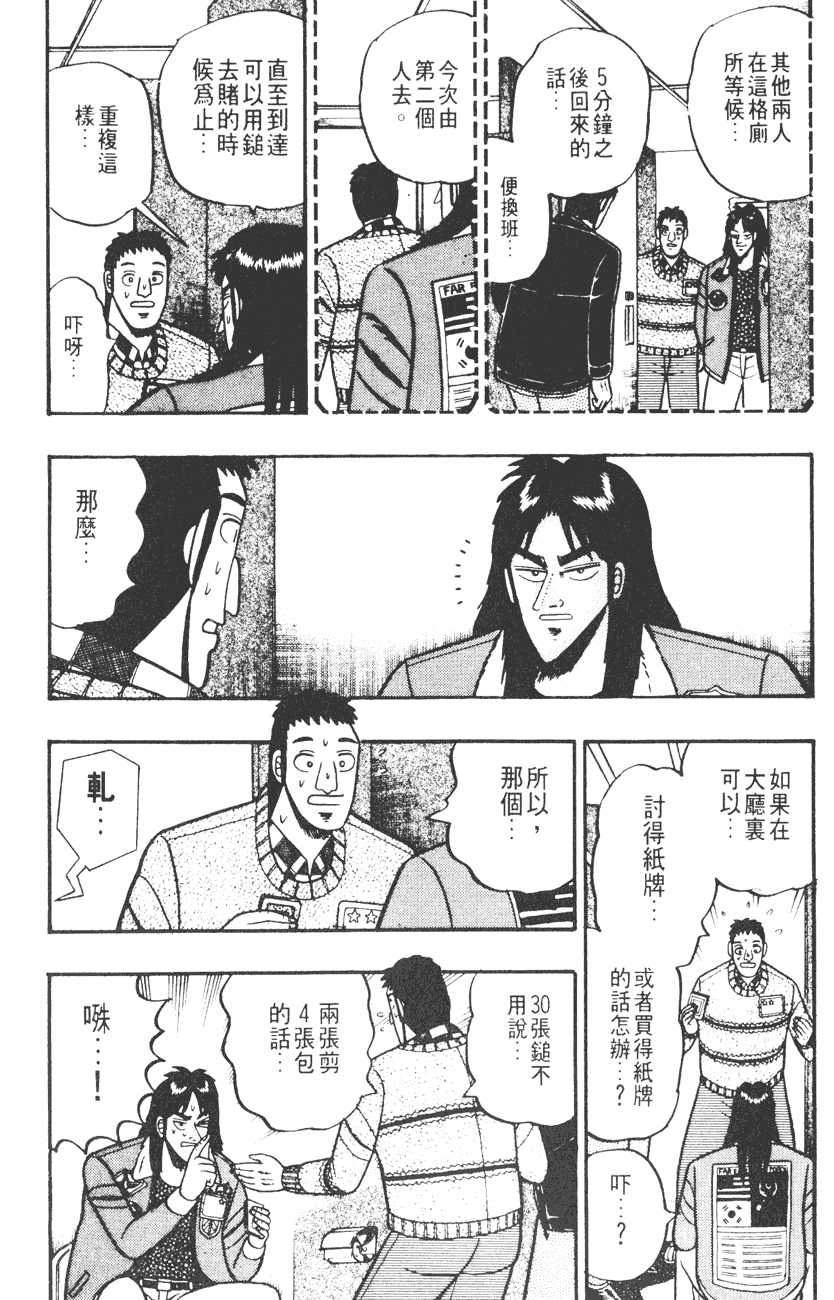 其他兩人
在這格廁
所等候…
5分鐘之
後回來的
話…
便換班…
今次由
第二個
人去。
直至到達
可以用鎚
去賭的時
候爲止…
重複這
樣…
吓呀…
那麼…
如果在
大廳裏
可以…
討得紙牌…
或者買得紙牌
的話怎辦…?
吓…?
FAR
所以，
那個…
軋…
30張鎚不
用說…
兩張剪
4張包
的話…
咮…!
FAR